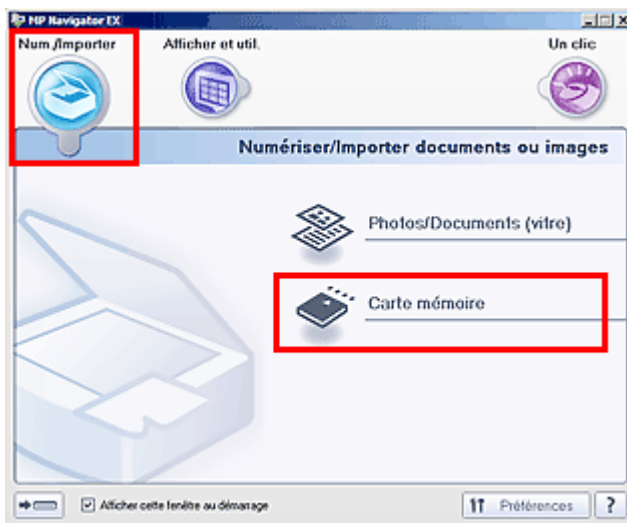 MP Navigator EX
Num./Importer
Afficher et util.
Un clic
Numériser/Importer documents ou images
Photos/Documents (vitre)
Carte mémoire
Afficher cette fenêtre au démarrage
Préférences
?